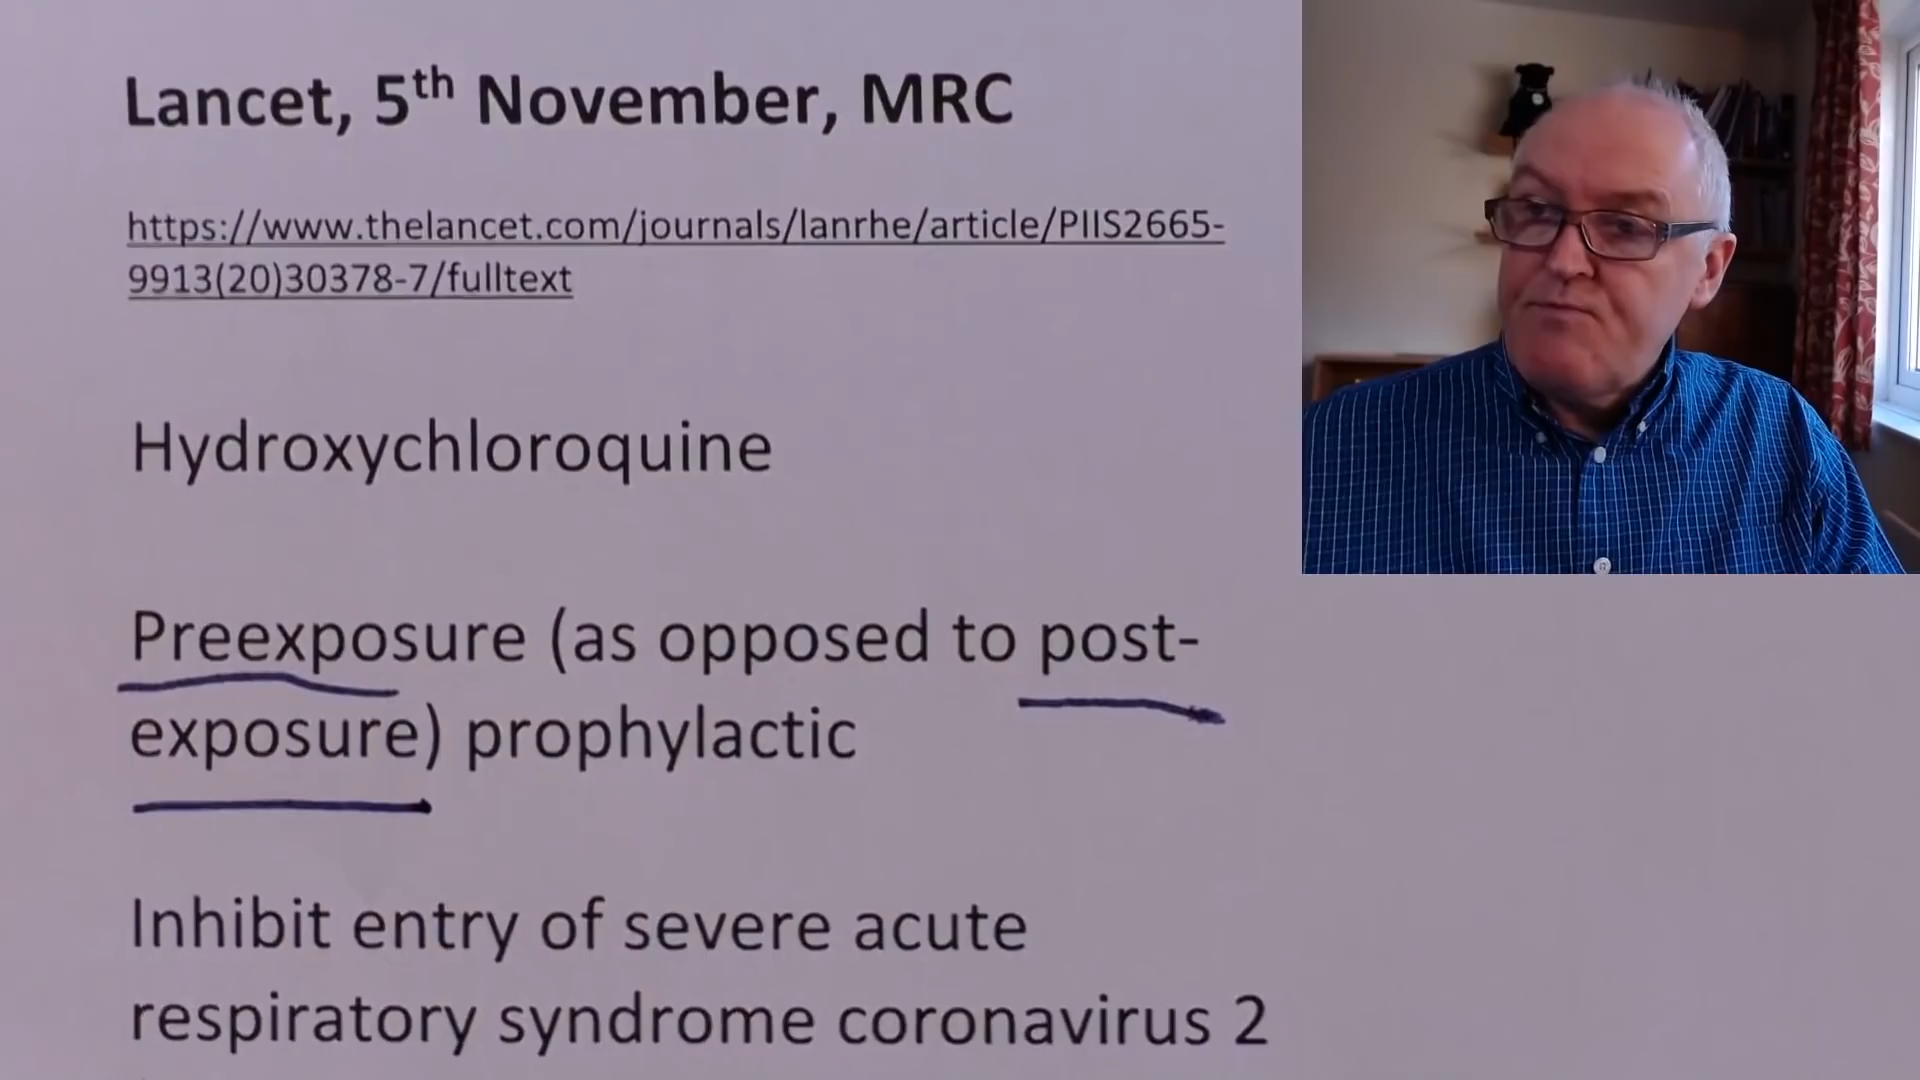 Lancet, 5th November, MRC
https://www.thelancet.com/journals/lanrhe/article/PIIS2665-
9913(20)30378-7/fulltext
Hydroxychloroquine
Preexposure (as opposed to post-
exposure) prophylactic
Inhibit entry of severe acute
respiratory syndrome coronavirus 2